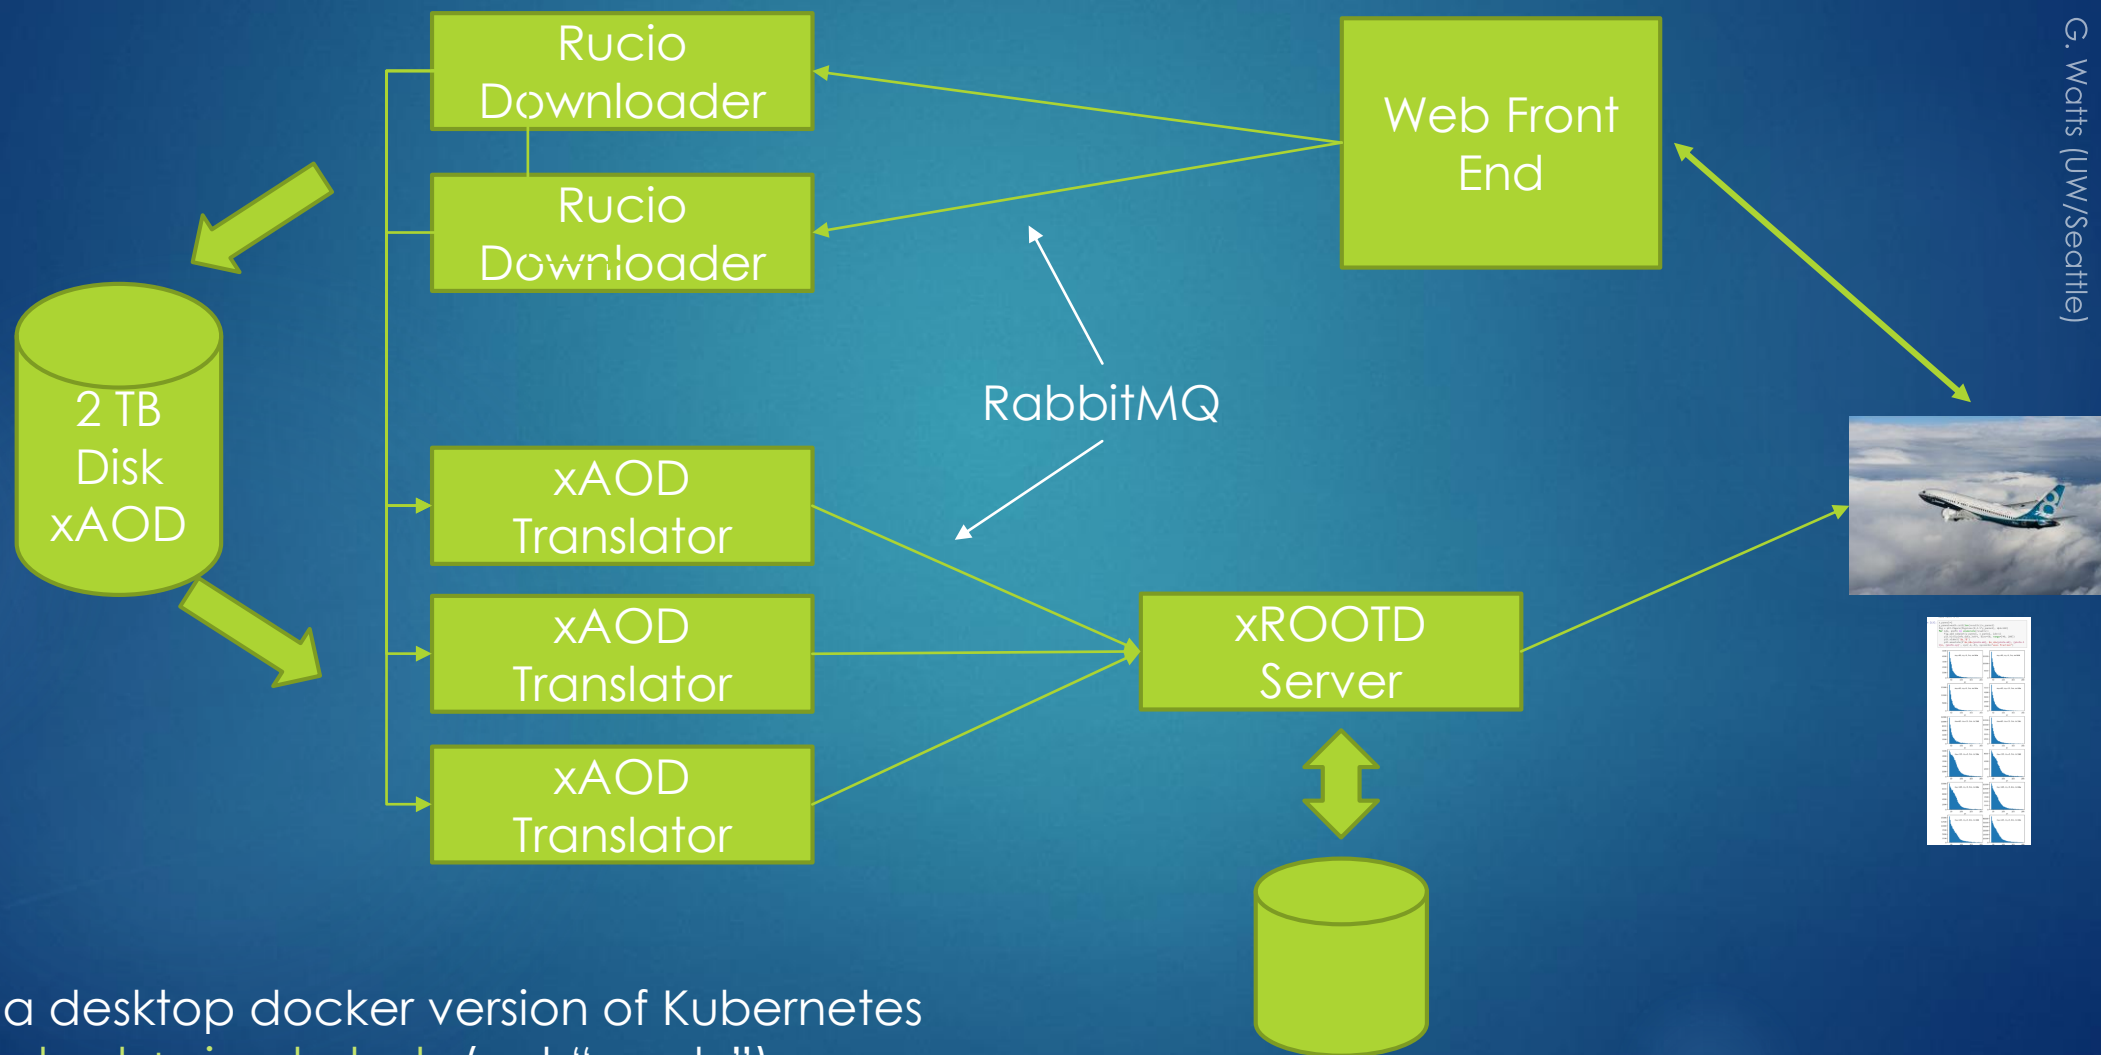 Rucio
Downloader
Web Front
End
G. Watts (UW/Seattle)
Rucio
Downloader
2 TB
Disk
xAOD
RabbitMQ
xAOD
Translator
xAOD
Translator
xROOTD
Server
xAOD
Translator
a desktop docker version of Kubernetes